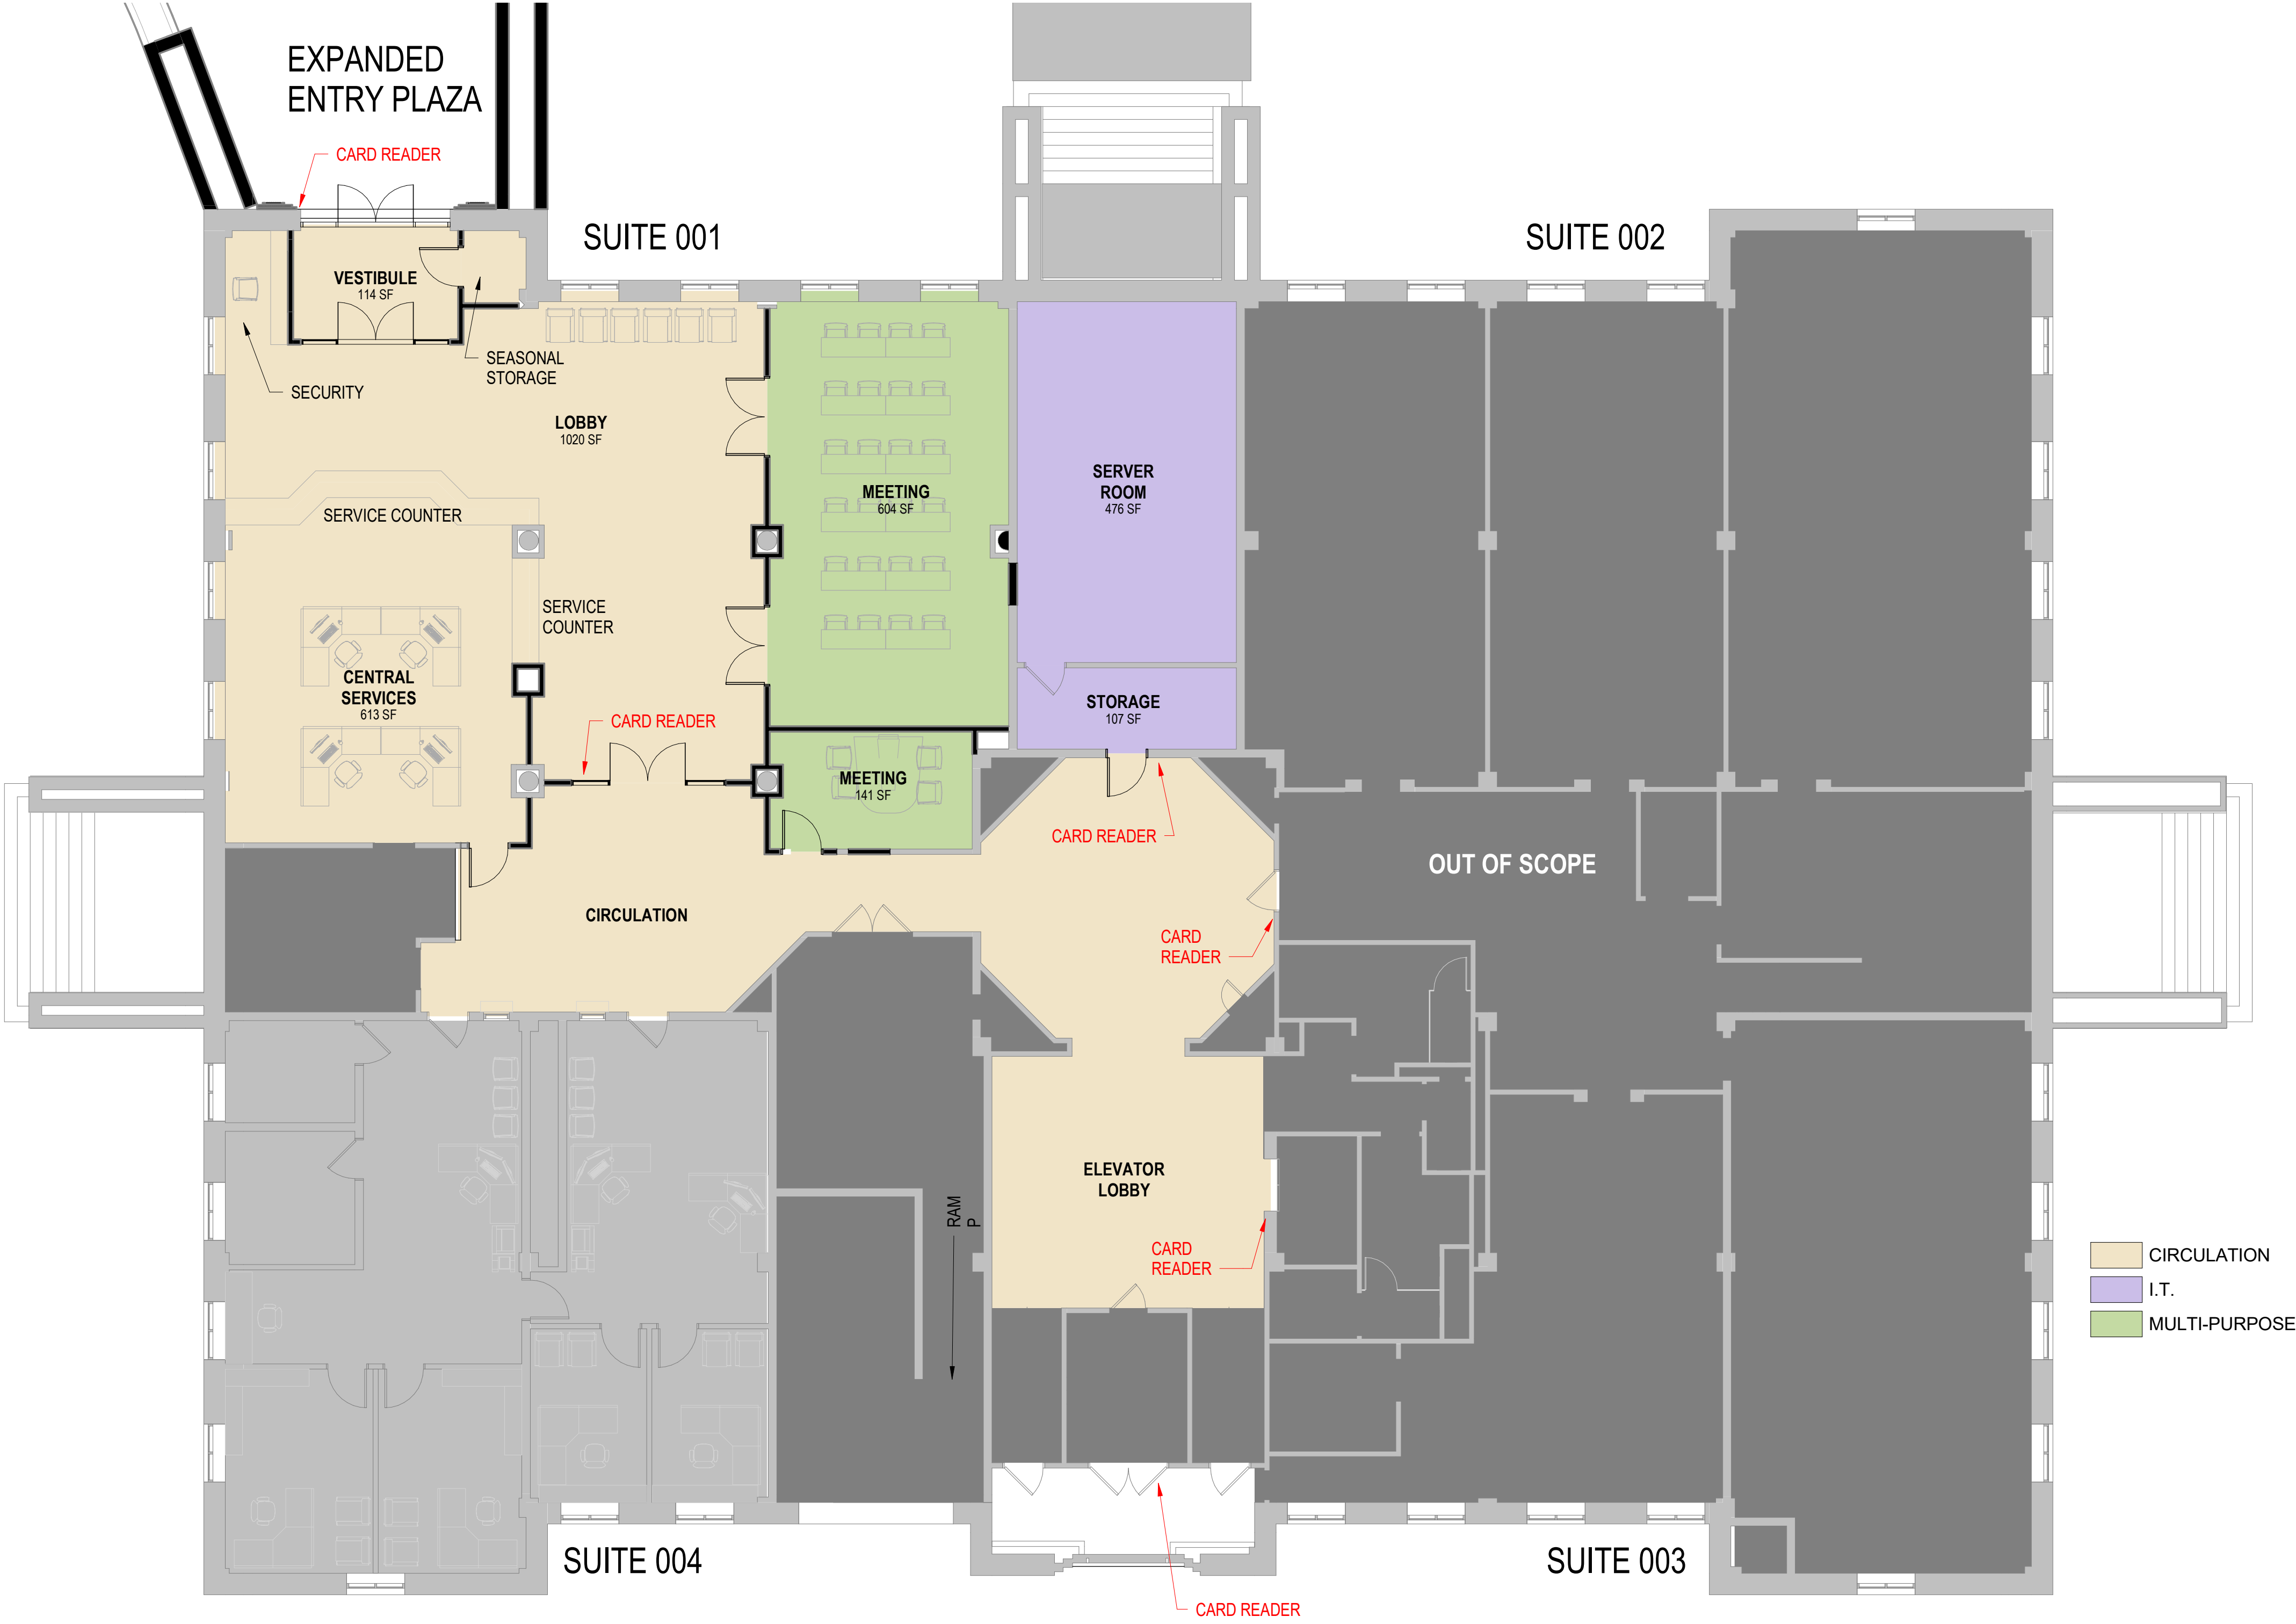 EXPANDED
ENTRY PLAZA
CARD READER
SUITE 001
SUITE 002
VESTIBULE
114 SF
SEASONAL
STORAGE
SECURITY
LOBBY
1020 SF
SERVICE COUNTER
MEETING
604 SF
SERVER
ROOM
476 SF
SERVICE
COUNTER
CENTRAL
SERVICES
613 SF
STORAGE
107 SF
CARD READER
MEETING
141 SF
CARD READER
OUT OF SCOPE
CIRCULATION
CARD
READER
ELEVATOR
LOBBY
RAM
P
CARD
READER
CIRCULATION
I.T.
MULTI-PURPOSE
SUITE 004
SUITE 003
CARD READER